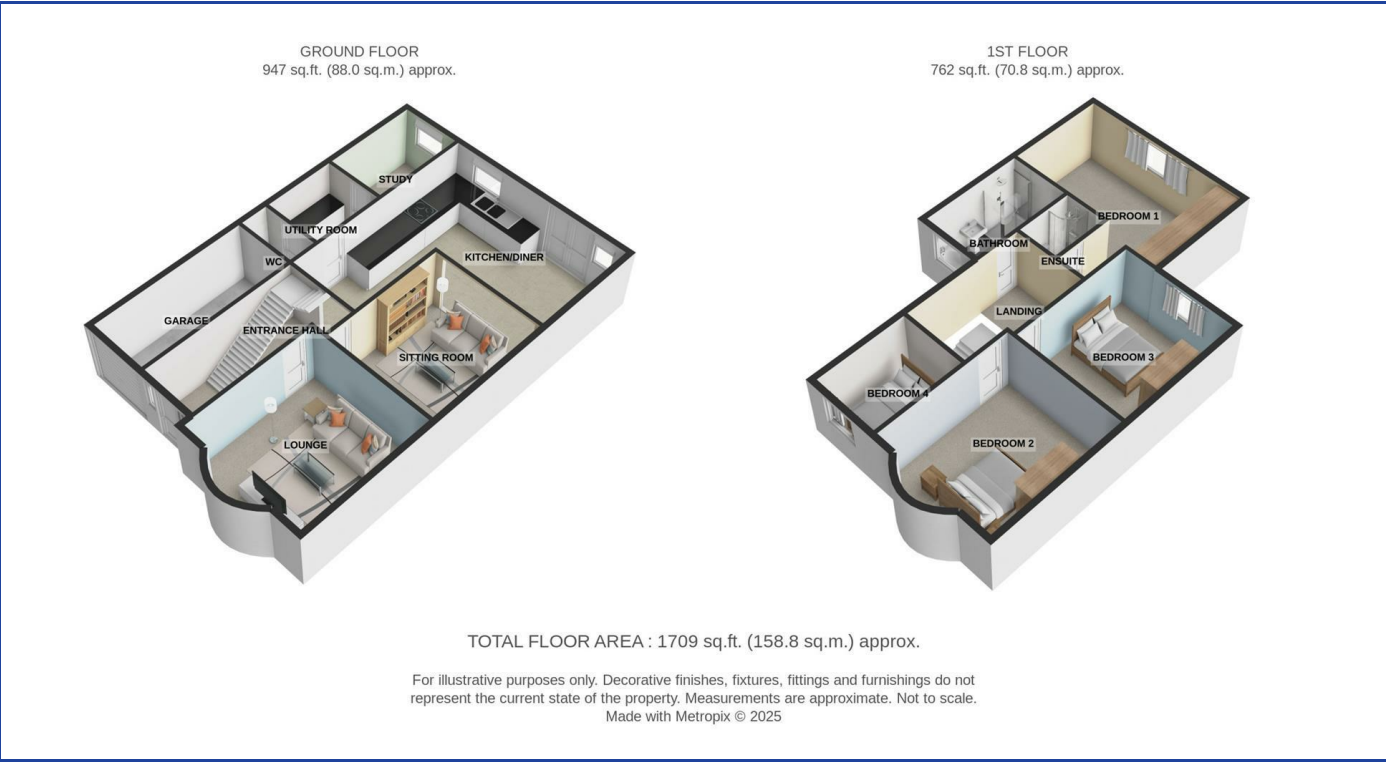 GROUND FLOOR
947 sq.ft. (88.0 sq.m.) approx.
STUDY
UTILITY ROOM
KITCHEN/DINER
WC
GARAGE
ENTRANCE HALL
SITTING ROOM
LOUNGE
1ST FLOOR
762 sq.ft. (70.8 sq.m.) approx.
BEDROOM 1
BATHROOM
ENSUITE
LANDING
BEDROOM 3
BEDROOM 4
BEDROOM 2
TOTAL FLOOR AREA : 1709 sq.ft. (158.8 sq.m.) approx.
For illustrative purposes only. Decorative finishes, fixtures, fittings and furnishings do not
represent the current state of the property. Measurements are approximate. Not to scale.
Made with Metropix © 2025